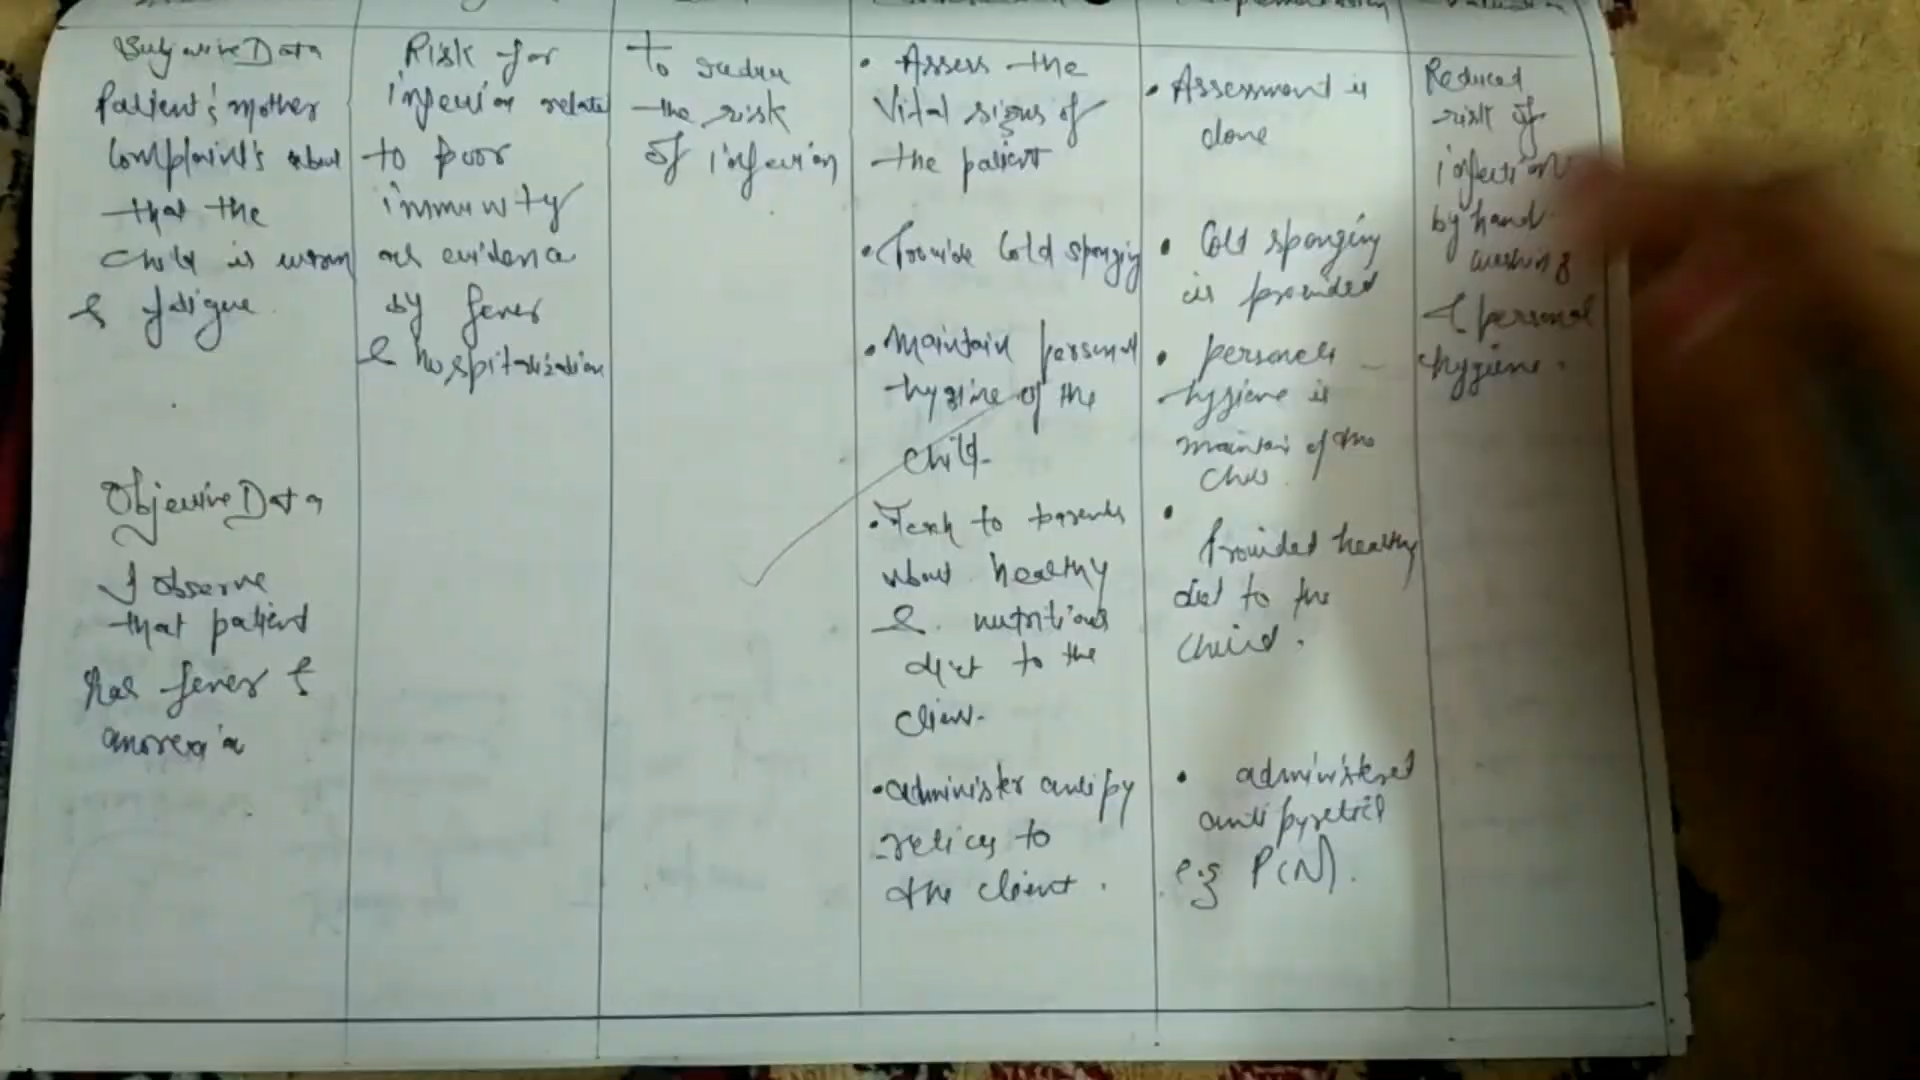 Subjective Data
Patient's mother
Complaint's about
that the
child is wrom
& fatigue.
Objective Data
I observe
that patient
has fever &
anorexia
Risk for
infection relate
to poor
immunity
as evidence
by fever
& hospitalization
To reduce
the risk
of infection
• Assess the
Vital signs of
the patient
• Provide Cold sponging
• Maintain personal
hygine of the
child-
• Teach to parents
about healthy
& nutritious
diet to the
client-
• administer antipy
-retics to
the client.
• Assessment is
done
• Cold sponging
is provided
• personal
hygiene is
maintain of the
child.
• Provided healthy
diet to the
child.
• administered
antipyretic
e.g P(N).
Reduced
risk of
infection
by hand
washing
& personal
hygiene.